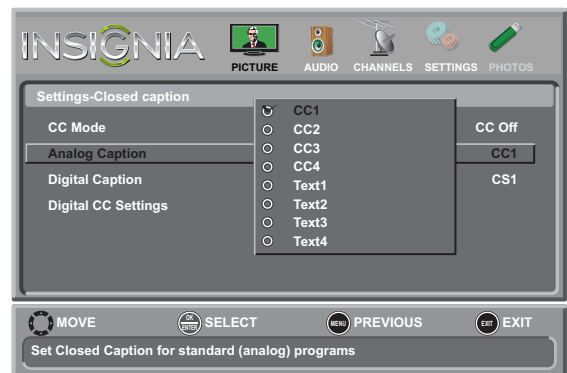 INSIGNIA
PICTURE AUDIO CHANNELS SETTINGS PHOTOS
Settings-Closed caption
CC Mode CC Off
Analog Caption CC1
Digital Caption CS1
Digital CC Settings
CC1
CC2
CC3
CC4
Text1
Text2
Text3
Text4
MOVE OK ENTER SELECT MENU PREVIOUS EXIT EXIT
Set Closed Caption for standard (analog) programs